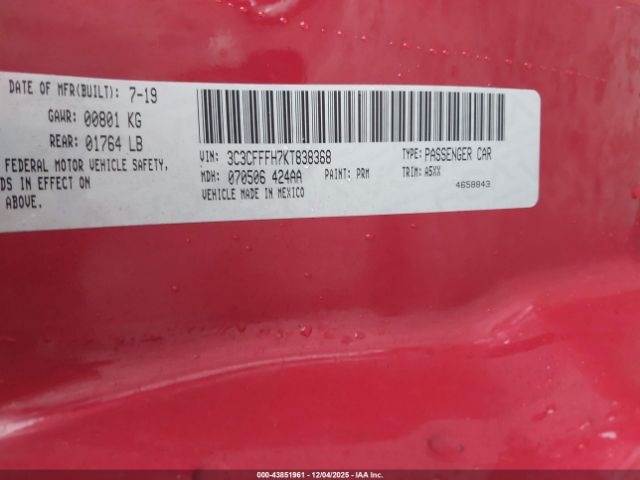 DATE OF MFR(BUILT): 7-19
GAWR: 00801 KG
REAR: 01764 LB
FEDERAL MOTOR VEHICLE SAFETY,
DS IN EFFECT ON
ABOVE.
VIN: 3C3CFFFH7KT838368 TYPE: PASSENGER CAR
MDH: 070506 424AA PAINT: PRM TRIM: A5XX
VEHICLE MADE IN MEXICO 4658843
000-43851961 - 12/04/2025 - IAA Inc.